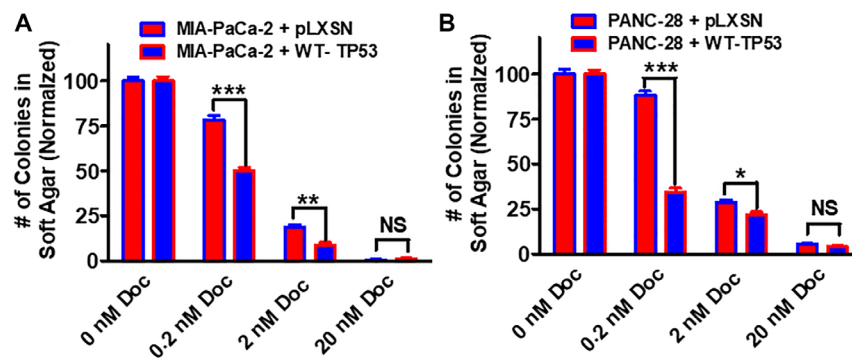 A
MIA-PaCa-2 + pLXSN
MIA-PaCa-2 + WT- TP53
# of Colonies in
Soft Agar (Normalzed)
100
75
50
25
0
***
**
NS
0 nM Doc
0-2 nM Doc
2 nM Doc
20 nM Doc
B
PANC-28 + pLXSN
PANC-28 + WT-TP53
# of Colonies in
Soft Agar (Normalzed)
100
75
50
25
0
***
*
NS
0 nM Doc
0-2 nM Doc
2 nM Doc
20 nM Doc